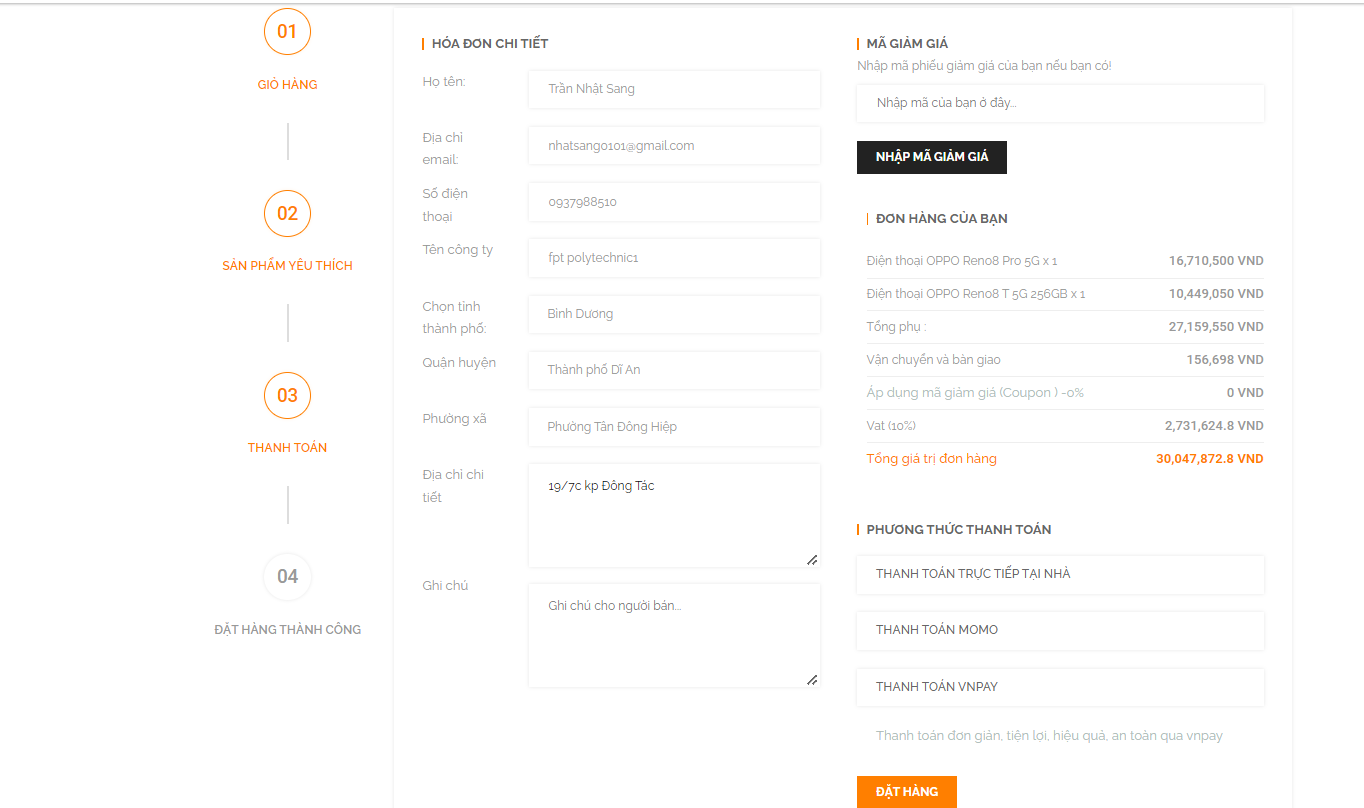 01
GIỎ HÀNG
02
SẢN PHẨM YÊU THÍCH
03
THANH TOÁN
04
ĐẶT HÀNG THÀNH CÔNG
HÓA ĐƠN CHI TIẾT
Họ tên:
Trần Nhật Sang
Địa chỉ
email:
nhatsang0101@gmail.com
Số điện
thoại
0937988510
Tên công ty
fpt polytechnic1
Chọn tỉnh
thành phố:
Bình Dương
Quận huyện
Thành phố Dĩ An
Phường xã
Phường Tân Đông Hiệp
Địa chỉ chi
tiết
19/7c kp Đông Tác
Ghi chú
Ghi chú cho người bán...
MÃ GIẢM GIÁ
Nhập mã phiếu giảm giá của bạn nếu bạn có!
Nhập mã của bạn ở đây...
NHẬP MÃ GIẢM GIÁ
ĐƠN HÀNG CỦA BẠN
Điện thoại OPPO Reno8 Pro 5G x 1 16,710,500 VND
Điện thoại OPPO Reno8 T 5G 256GB x 1 10,449,050 VND
Tổng phụ : 27,159,550 VND
Vận chuyển và bàn giao 156,698 VND
Áp dụng mã giảm giá (Coupon ) -0% 0 VND
Vat (10%) 2,731,624.8 VND
Tổng giá trị đơn hàng 30,047,872.8 VND
PHƯƠNG THỨC THANH TOÁN
THANH TOÁN TRỰC TIẾP TẠI NHÀ
THANH TOÁN MOMO
THANH TOÁN VNPAY
Thanh toán đơn giản, tiện lợi, hiệu quả, an toàn qua vnpay
ĐẶT HÀNG